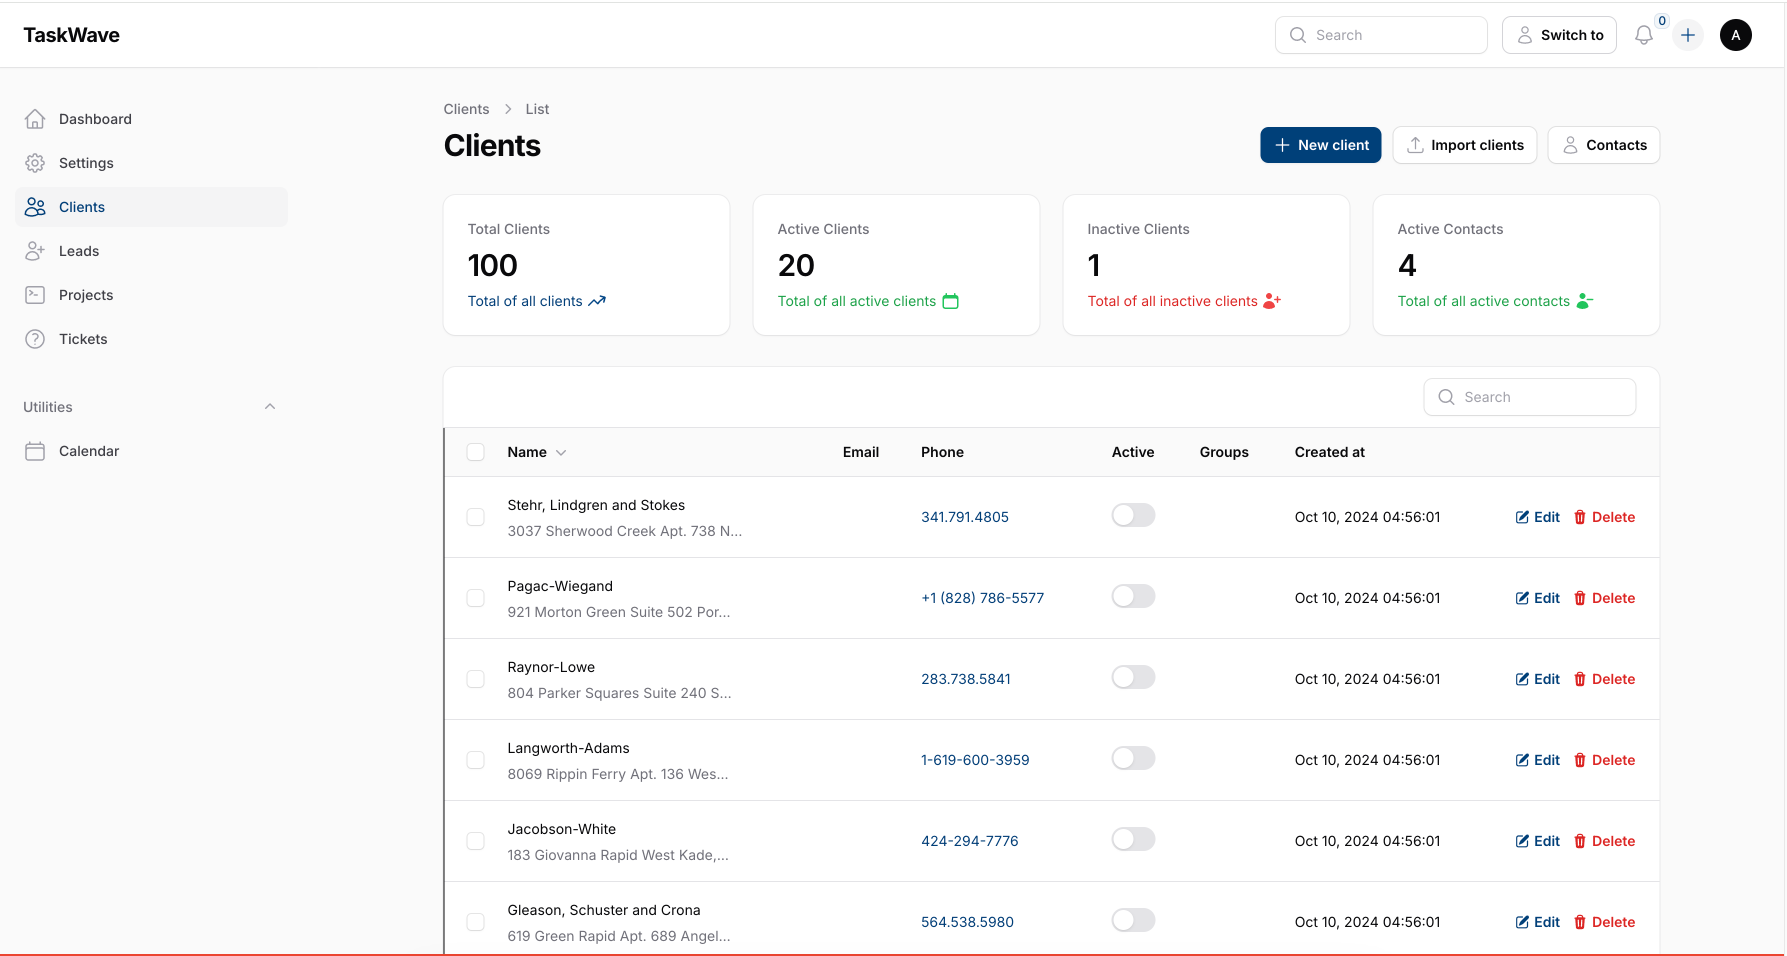 TaskWave
Search
Switch to
0
A
Dashboard
Settings
Clients
Leads
Projects
Tickets
Utilities
Calendar
Clients > List
Clients
New client
Import clients
Contacts
Total Clients
100
Total of all clients
Active Clients
20
Total of all active clients
Inactive Clients
1
Total of all inactive clients
Active Contacts
4
Total of all active contacts
Search
Name Email Phone Active Groups Created at
Stehr, Lindgren and Stokes
3037 Sherwood Creek Apt. 738 N...
341.791.4805 Oct 10, 2024 04:56:01 Edit Delete
Pagac-Wiegand
921 Morton Green Suite 502 Por...
+1 (828) 786-5577 Oct 10, 2024 04:56:01 Edit Delete
Raynor-Lowe
804 Parker Squares Suite 240 S...
283.738.5841 Oct 10, 2024 04:56:01 Edit Delete
Langworth-Adams
8069 Rippin Ferry Apt. 136 Wes...
1-619-600-3959 Oct 10, 2024 04:56:01 Edit Delete
Jacobson-White
183 Giovanna Rapid West Kade,...
424-294-7776 Oct 10, 2024 04:56:01 Edit Delete
Gleason, Schuster and Crona
619 Green Rapid Apt. 689 Angel...
564.538.5980 Oct 10, 2024 04:56:01 Edit Delete